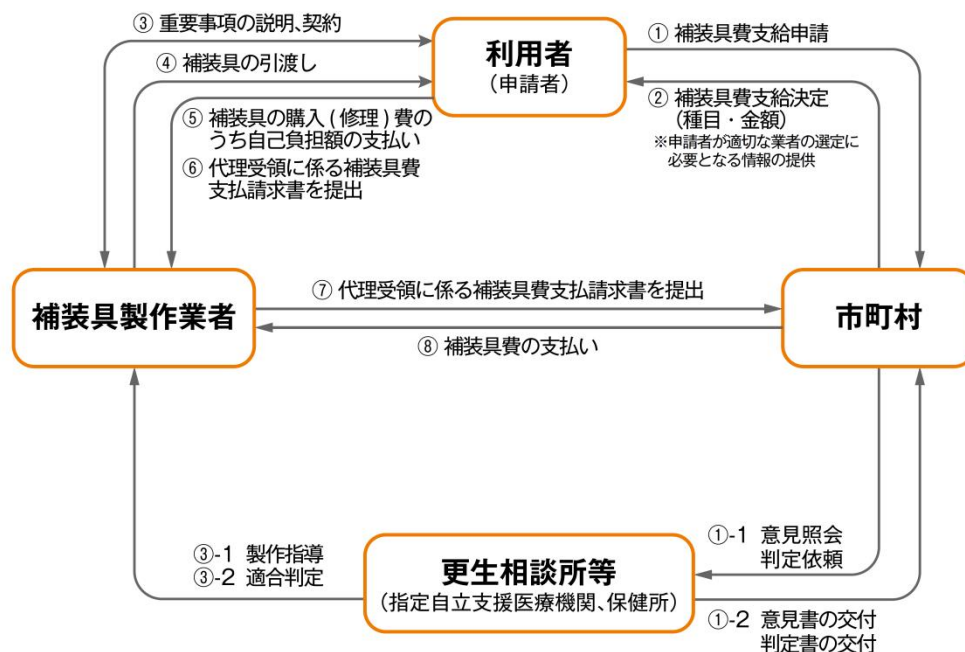 ③ 重要事項の説明、契約
④ 補装具の引渡し
⑤ 補装具の購入(修理)費の
うち自己負担額の支払い
⑥ 代理受領に係る補装具費
支払請求書を提出
利用者
(申請者)
① 補装具費支給申請
② 補装具費支給決定
(種目・金額)
※申請者が適切な業者の選定に
必要となる情報の提供
補装具製作業者
⑦ 代理受領に係る補装具費支払請求書を提出
⑧ 補装具費の支払い
市町村
③-1 製作指導
③-2 適合判定
更生相談所等
(指定自立支援医療機関、保健所)
①-1 意見照会
判定依頼
①-2 意見書の交付
判定書の交付